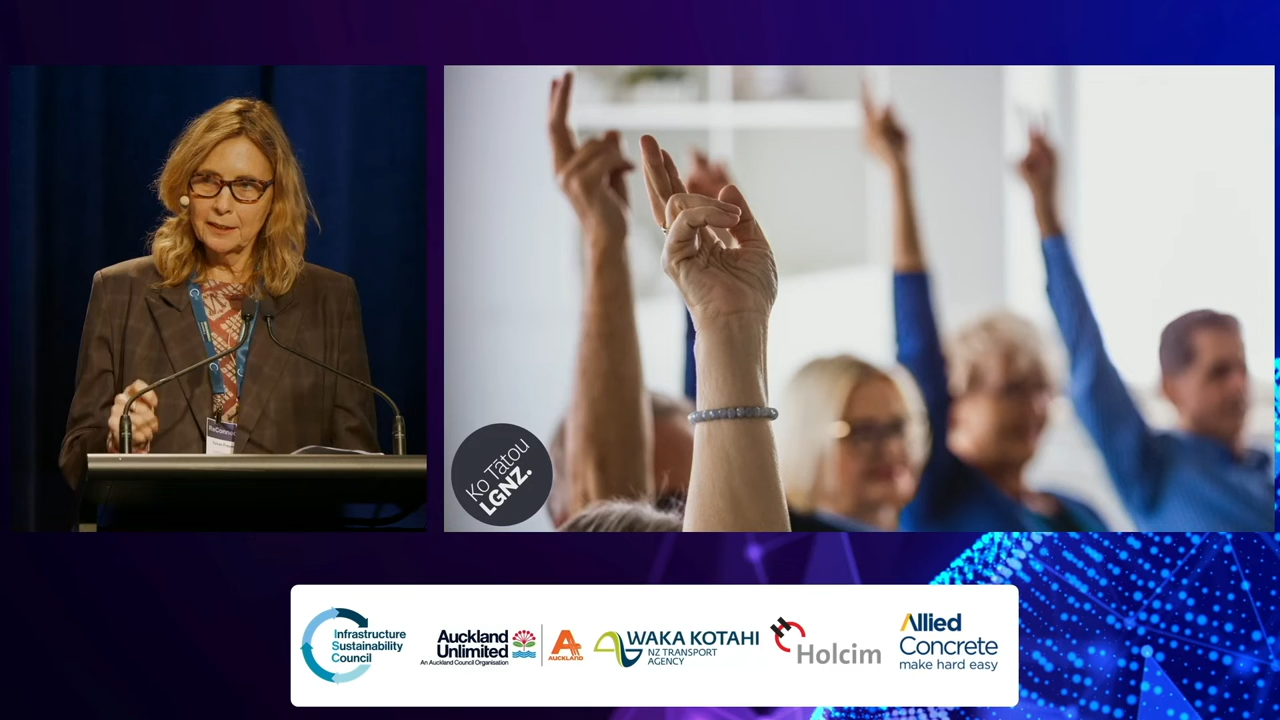 Ko Tātou
LGNZ.
ReConnect
Infrastructure
Sustainability
Council
Auckland
Unlimited
An Auckland Council Organisation
AUCKLAND
WAKA KOTAHI
NZ TRANSPORT
AGENCY
Holcim
Allied
Concrete
make hard easy